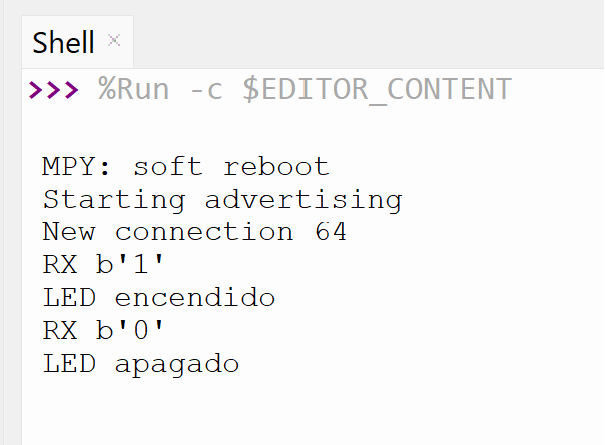 Shell ×
>>> %Run -c $EDITOR_CONTENT
MPY: soft reboot
Starting advertising
New connection 64
RX b'1'
LED encendido
RX b'0'
LED apagado